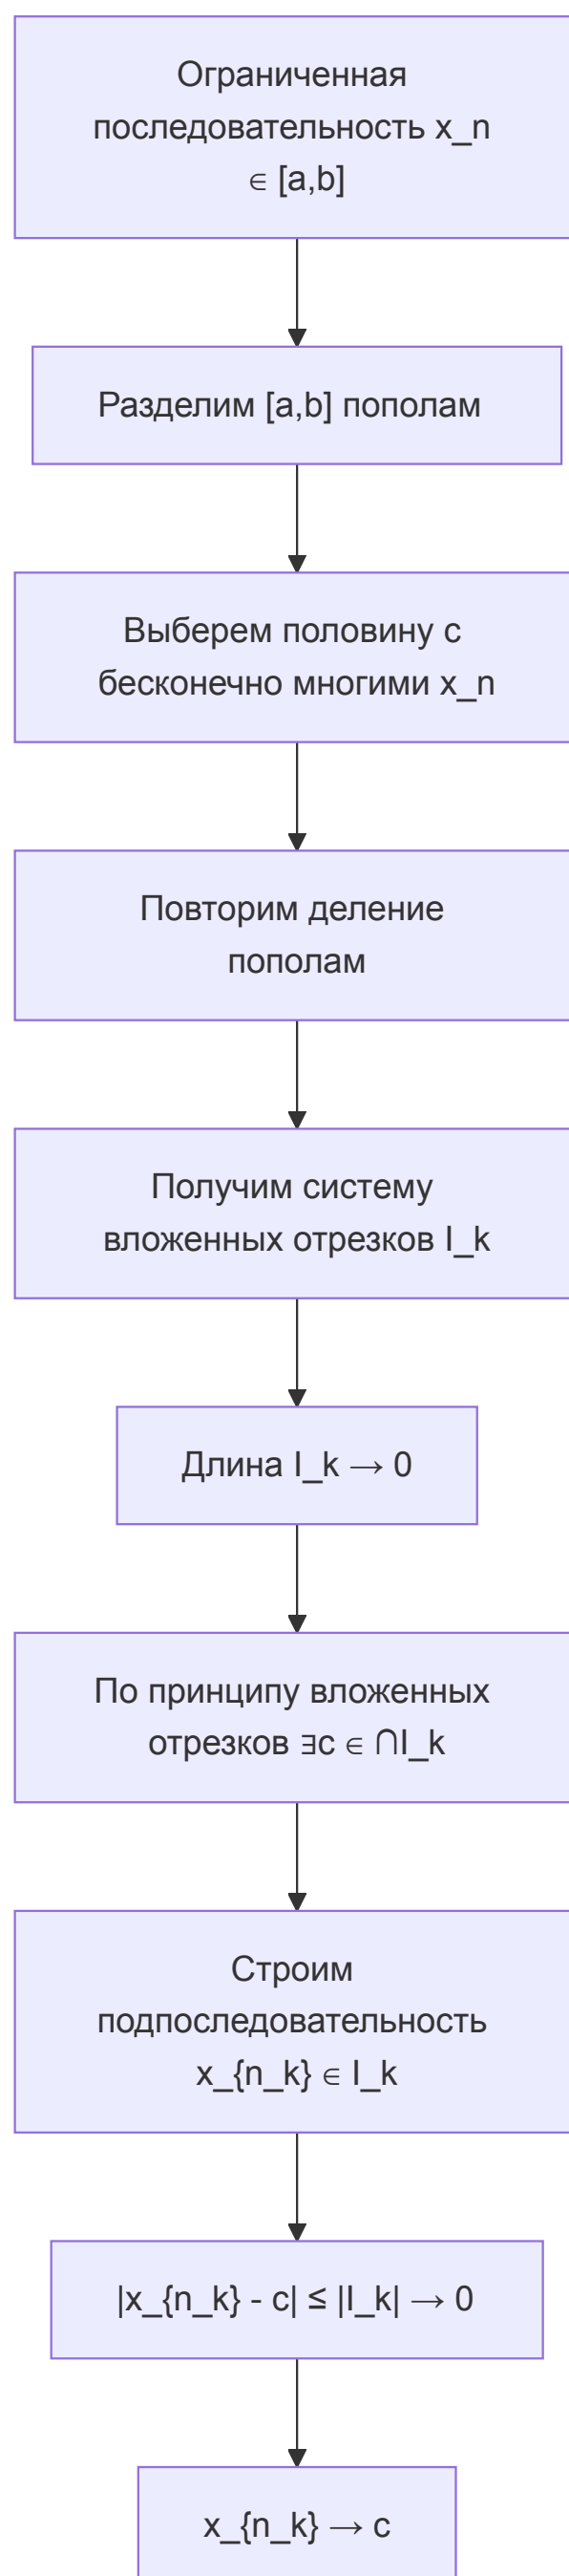 Ограниченная
последовательность x_n
∈ [a,b]
Разделим [a,b] пополам
Выберем половину с
бесконечно многими x_n
Повторим деление
пополам
Получим систему
вложенных отрезков I_k
Длина I_k → 0
По принципу вложенных
отрезков ∃c ∈ ∩I_k
Строим
подпоследовательность
x_{n_k} ∈ I_k
|x_{n_k} - c| ≤ |I_k| → 0
x_{n_k} → c